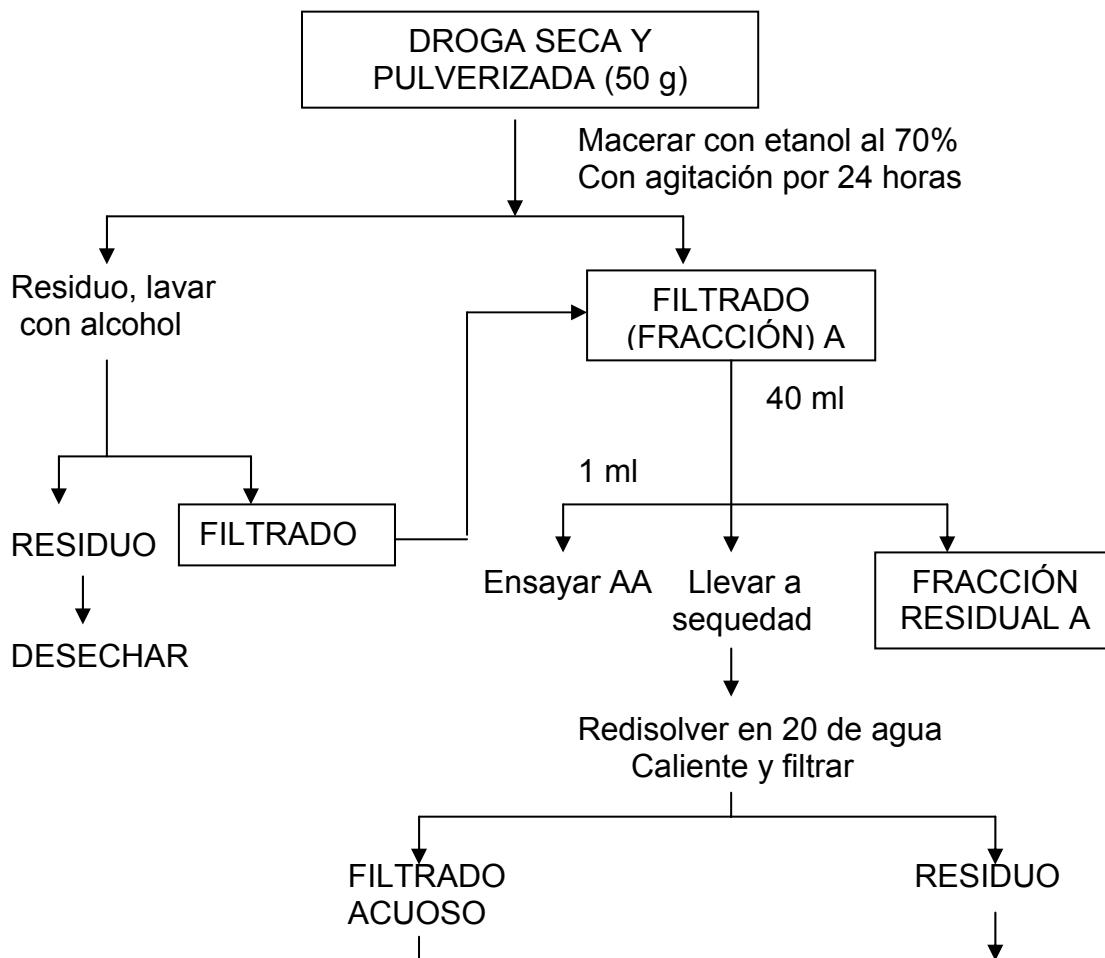 DROGA SECA Y
PULVERIZADA (50 g)
Macerar con etanol al 70%
Con agitación por 24 horas
Residuo, lavar
con alcohol
FILTRADO
(FRACCIÓN) A
40 ml
1 ml
RESIDUO
FILTRADO
Ensayar AA
Llevar a
sequedad
FRACCIÓN
RESIDUAL A
DESECHAR
Redisolver en 20 de agua
Caliente y filtrar
FILTRADO
ACUOSO
RESIDUO